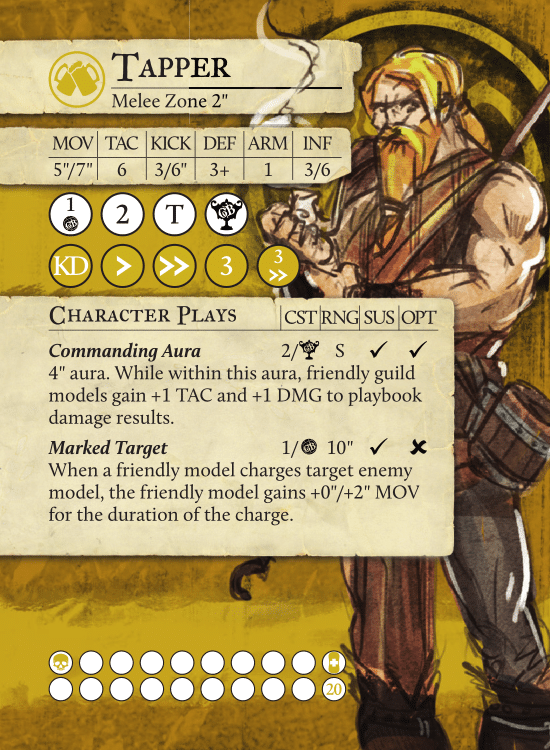 TAPPER
Melee Zone 2"
MOV TAC KICK DEF ARM INF
5"/7" 6 3/6" 3+ 1 3/6
1 GB 2 T GB
KD > >> 3 3 >>
CHARACTER PLAYS CST RNG SUS OPT
Commanding Aura 2/GB S ✓ ✓
4" aura. While within this aura, friendly guild
models gain +1 TAC and +1 DMG to playbook
damage results.
Marked Target 1/GB 10" ✓ ✖
When a friendly model charges target enemy
model, the friendly model gains +0"/+2" MOV
for the duration of the charge.
20